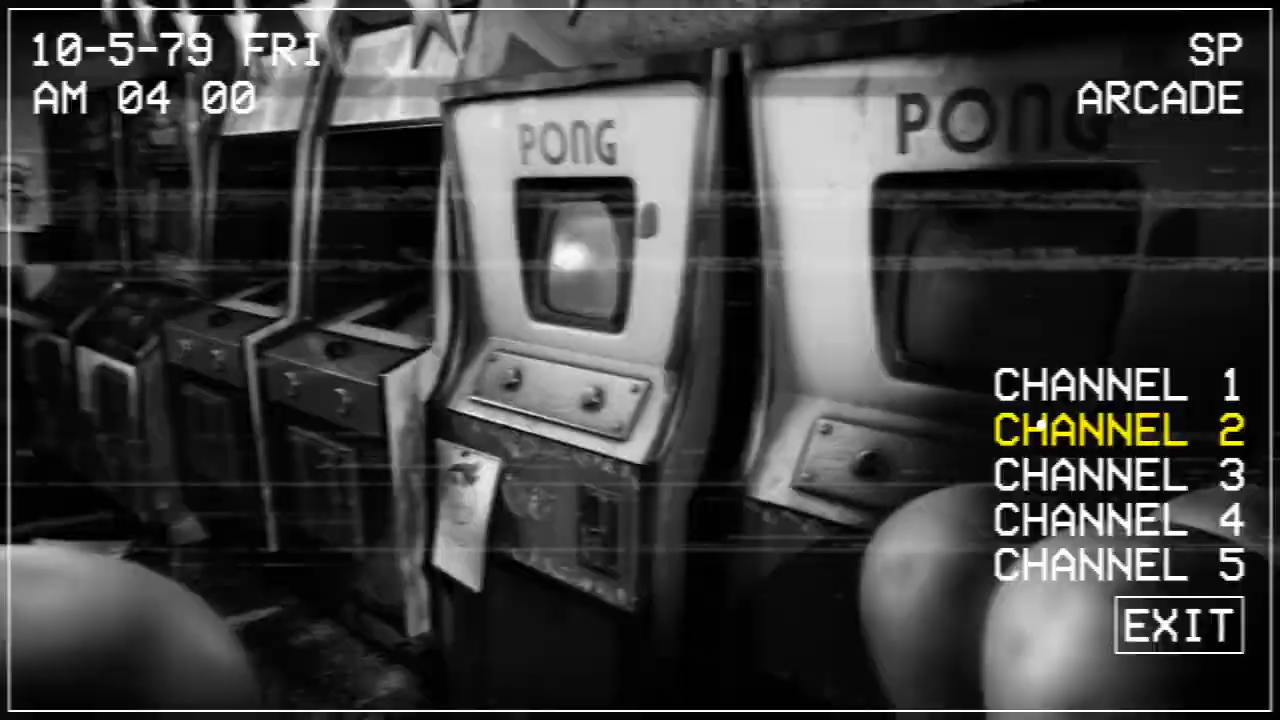 10-5-79 FRI
AM 04 00
SP
ARCADE
PONG
PONG
CHANNEL 1
CHANNEL 2
CHANNEL 3
CHANNEL 4
CHANNEL 5
EXIT